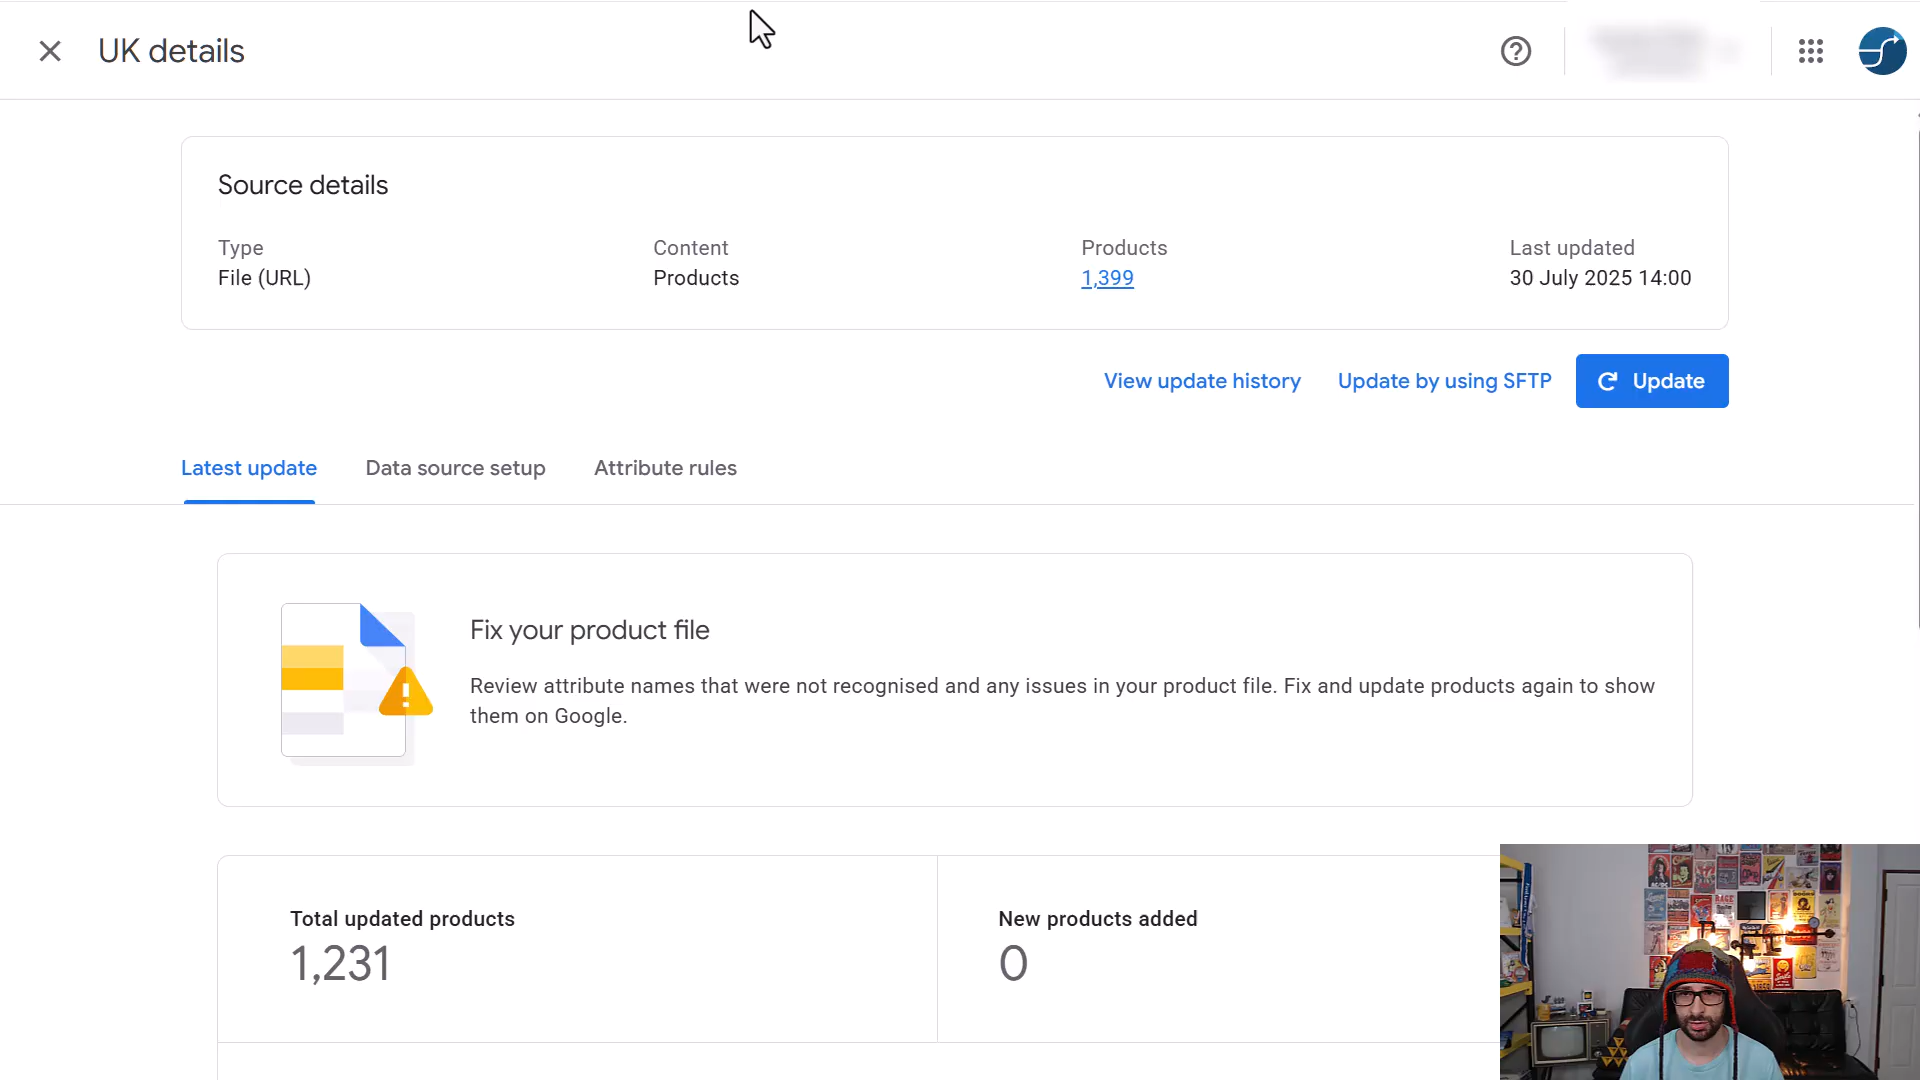 UK details
Source details
Type
File (URL)
Content
Products
Products
1,399
Last updated
30 July 2025 14:00
View update history
Update by using SFTP
Update
Latest update
Data source setup
Attribute rules
Fix your product file
Review attribute names that were not recognised and any issues in your product file. Fix and update products again to show
them on Google.
Total updated products
1,231
New products added
0